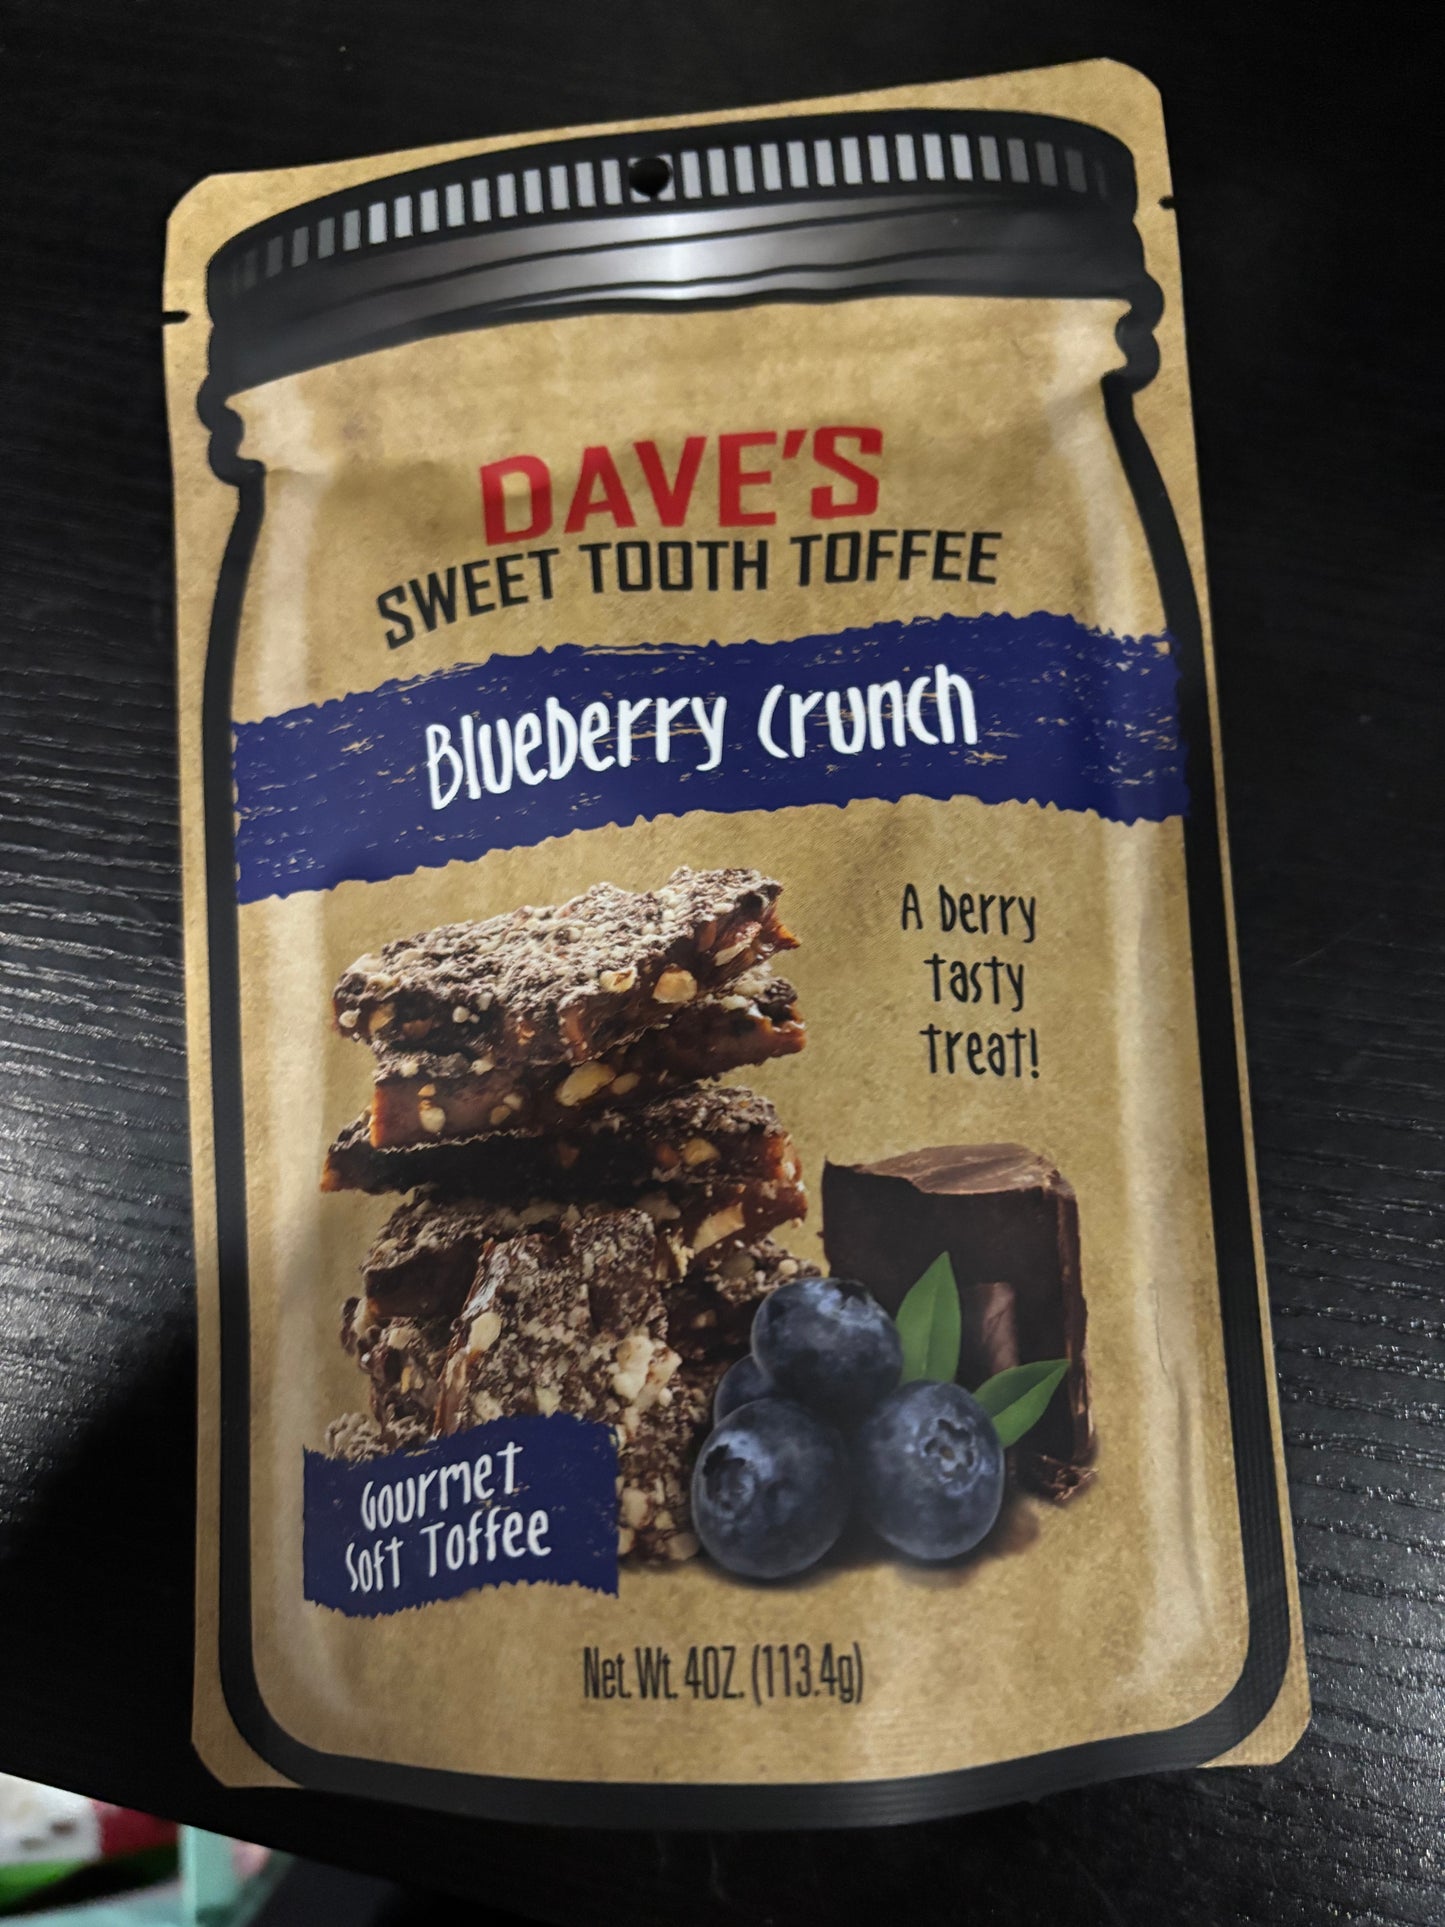 DAVE'S
SWEET TOOTH TOFFEE
Blueberry Crunch
A berry
tasty
treat!
Gourmet
Soft Toffee
Net. Wt. 4OZ. (113.4g)